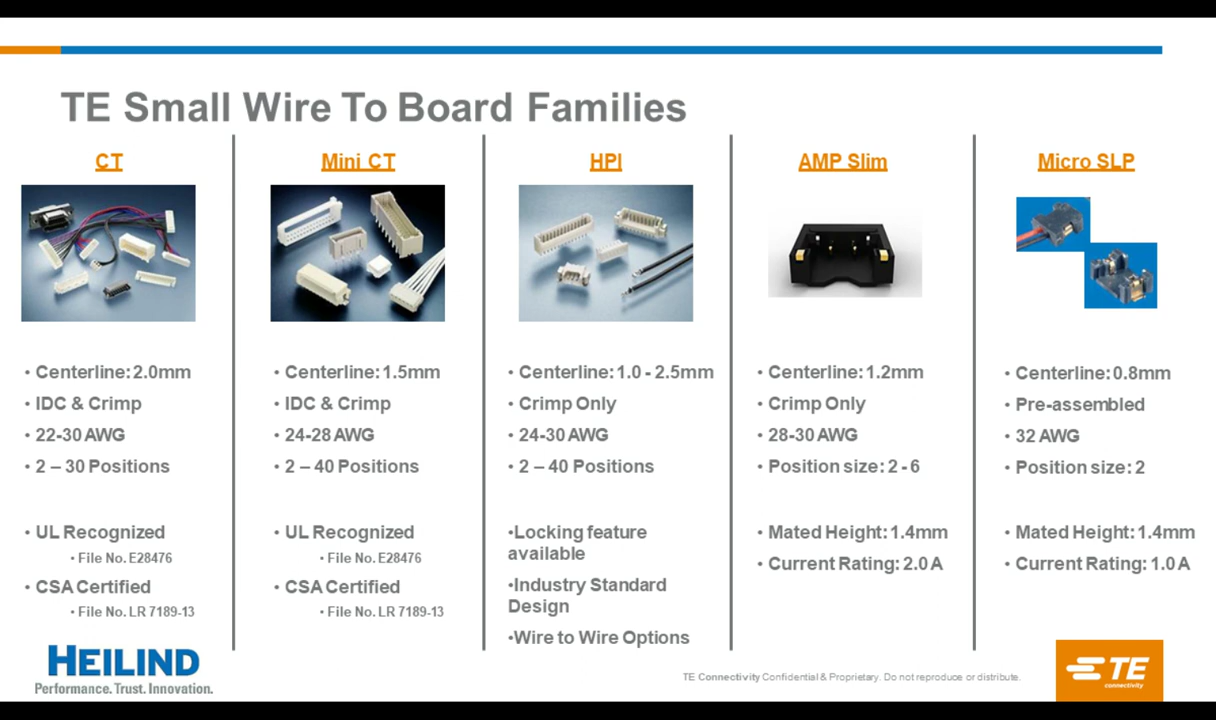 TE Small Wire To Board Families
CT
• Centerline: 2.0mm
• IDC & Crimp
• 22-30 AWG
• 2 – 30 Positions
• UL Recognized
• File No. E28476
• CSA Certified
• File No. LR 7189-13
Mini CT
• Centerline: 1.5mm
• IDC & Crimp
• 24-28 AWG
• 2 – 40 Positions
• UL Recognized
• File No. E28476
• CSA Certified
• File No. LR 7189-13
HPI
• Centerline: 1.0 - 2.5mm
• Crimp Only
• 24-30 AWG
• 2 – 40 Positions
•Locking feature
available
•Industry Standard
Design
•Wire to Wire Options
AMP Slim
• Centerline: 1.2mm
• Crimp Only
• 28-30 AWG
• Position size: 2 - 6
• Mated Height: 1.4mm
• Current Rating: 2.0 A
Micro SLP
• Centerline: 0.8mm
• Pre-assembled
• 32 AWG
• Position size: 2
• Mated Height: 1.4mm
• Current Rating: 1.0 A
HEILIND
Performance. Trust. Innovation.
TE Connectivity Confidential & Proprietary. Do not reproduce or distribute.
TE
connectivity